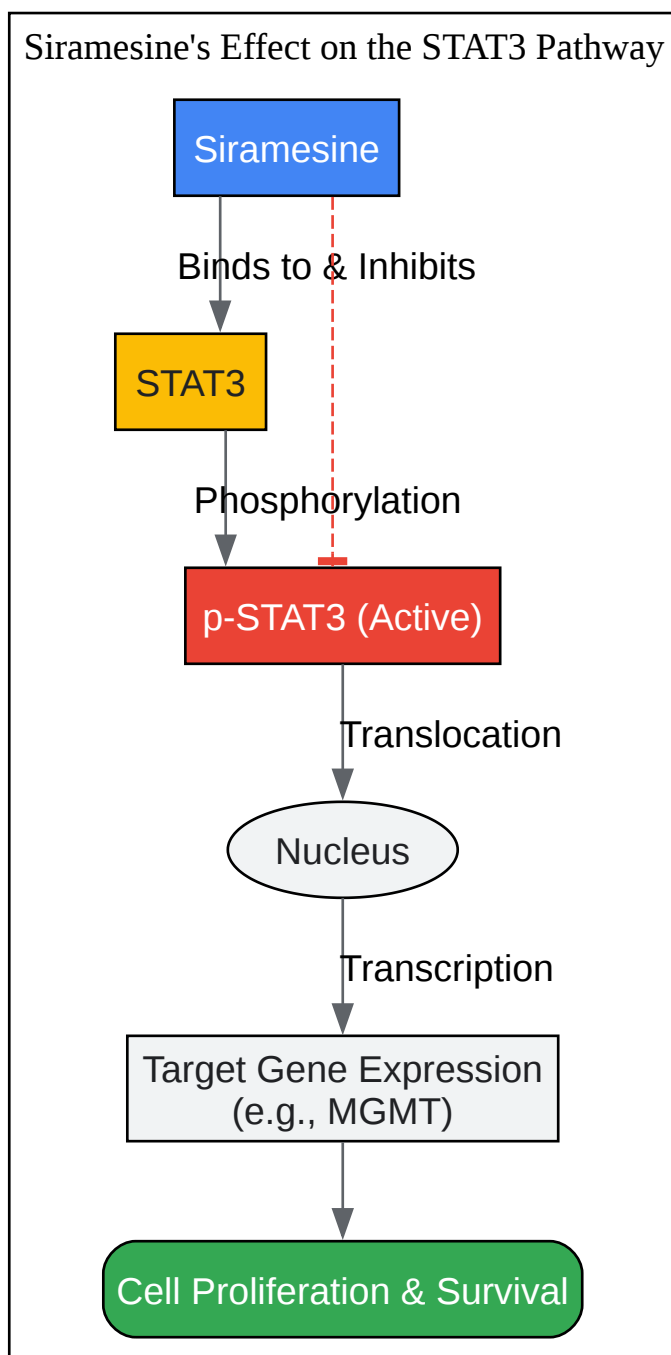 Siramesine's Effect on the STAT3 Pathway
Siramesine
Binds to & Inhibits
STAT3
Phosphorylation
p-STAT3 (Active)
Translocation
Nucleus
Transcription
Target Gene Expression
(e.g., MGMT)
Cell Proliferation & Survival